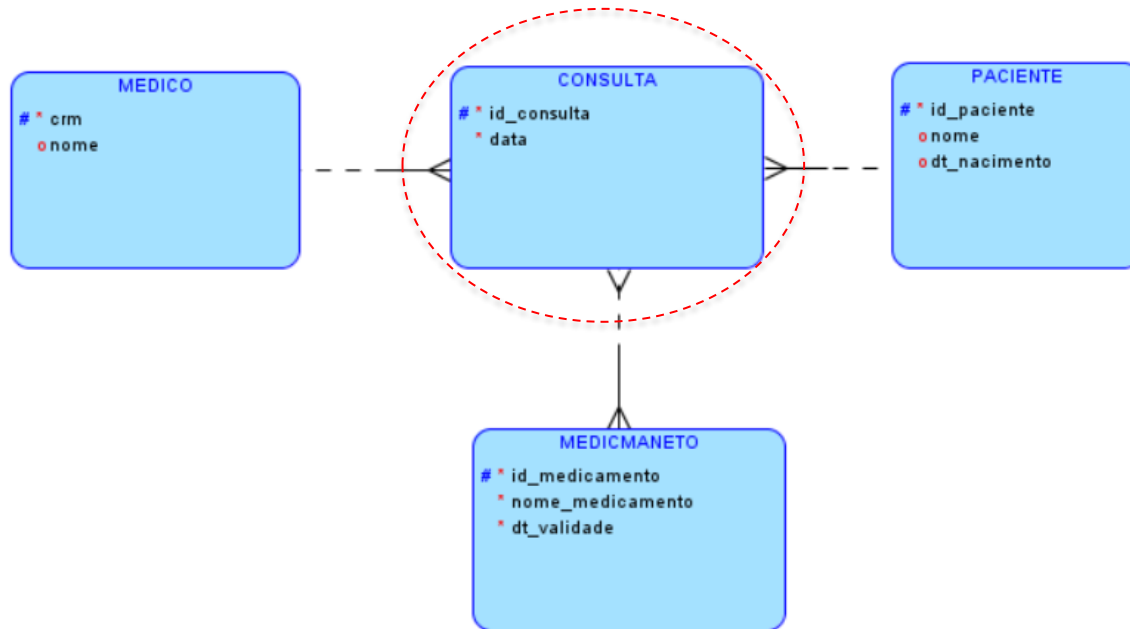 MEDICO
# * crm
o nome
CONSULTA
# * id_consulta
* data
PACIENTE
# * id_paciente
o nome
o dt_nacimento
MEDICMANETO
# * id_medicamento
* nome_medicamento
* dt_validade